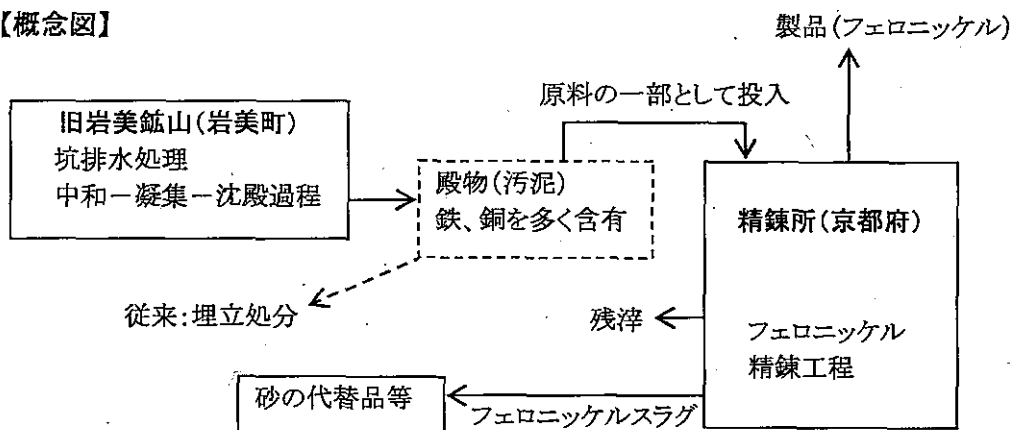 【概念図】
製品(フェロニッケル)
原料の一部として投入
旧岩美鉱山(岩美町)
坑排水処理
中和－凝集－沈殿過程
殿物(汚泥)
鉄、銅を多く含有
精錬所(京都府)
従来:埋立処分
残滓
フェロニッケル
精錬工程
砂の代替品等
フェロニッケルスラグ